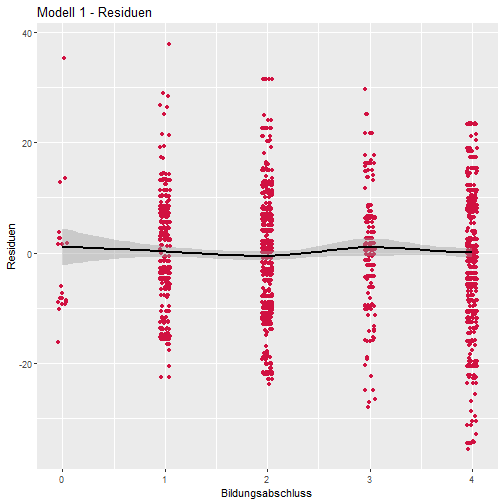 Modell 1 - Residuen
40
20
0
-20
Residuen
0 1 2 3 4
Bildungsabschluss